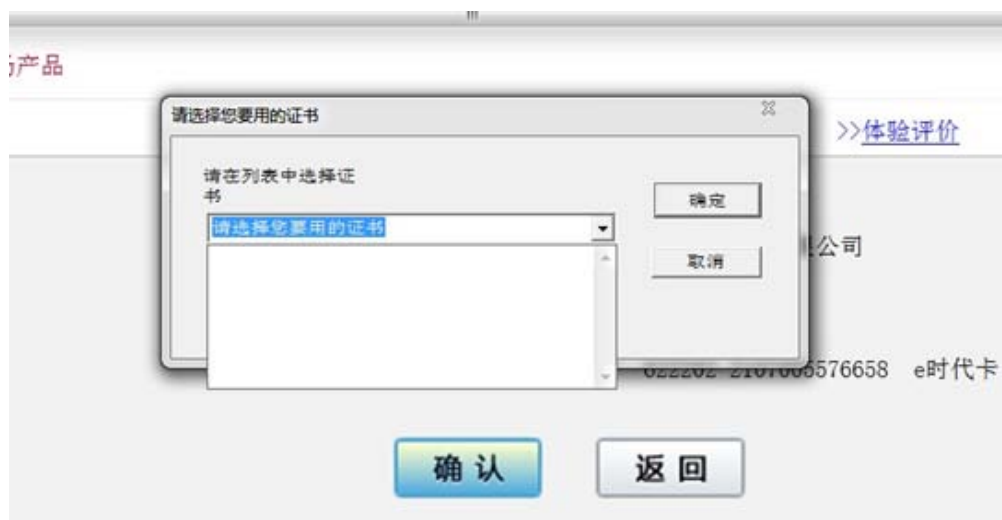 产品
请选择您要用的证书
>>体验评价
请在列表中选择证
书
确定
请选择您要用的证书
公司
取消
5576658 e时代卡
确认
返回